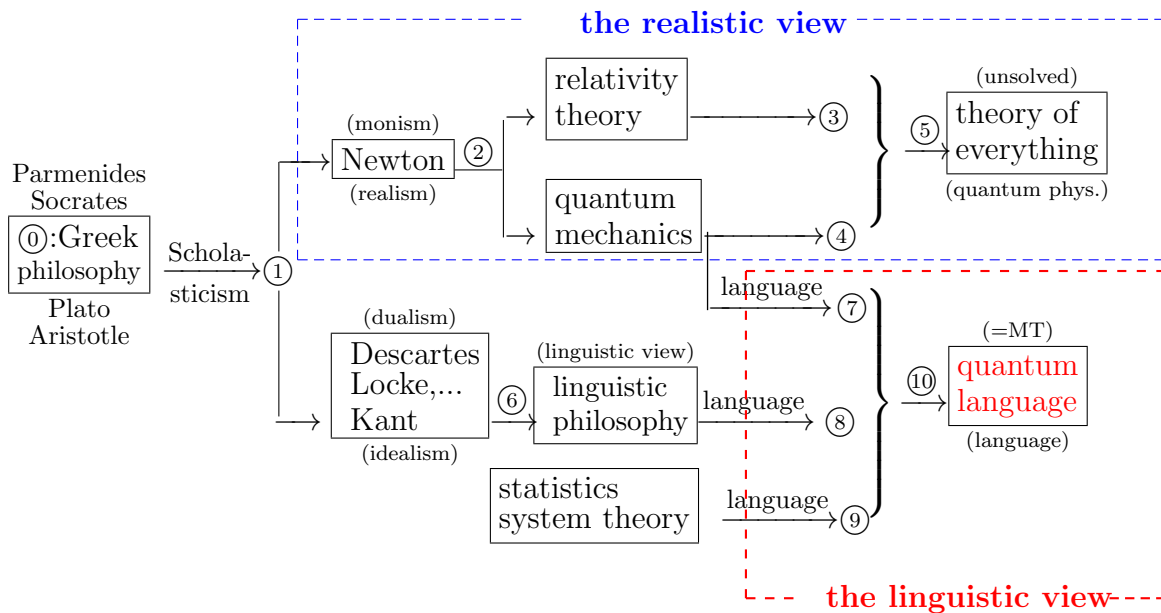 the realistic view
Parmenides
Socrates
⓪:Greek
philosophy
Plato
Aristotle
Schola-
sticism
①
(monism)
Newton
(realism)
②
relativity
theory
③
quantum
mechanics
④
⑤
(unsolved)
theory of
everything
(quantum phys.)
(dualism)
Descartes
Locke,...
Kant
(idealism)
⑥
(linguistic view)
linguistic
philosophy
language
⑦
language
⑧
statistics
system theory
language
⑨
⑩
(=MT)
quantum
language
(language)
the linguistic view